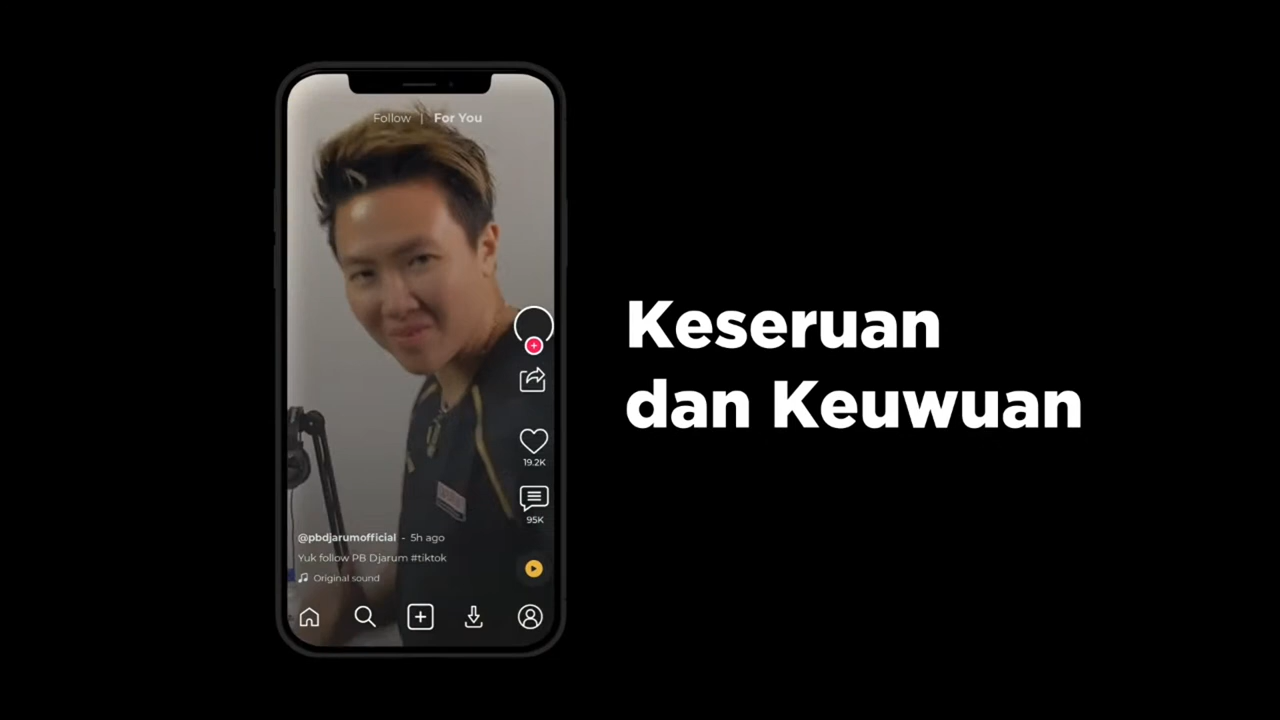 Follow | For You
Keseruan
dan Keuwuan
19.2K
95K
@pbdjarumofficial - 5h ago
Yuk follow PB Djarum #tiktok
Original sound